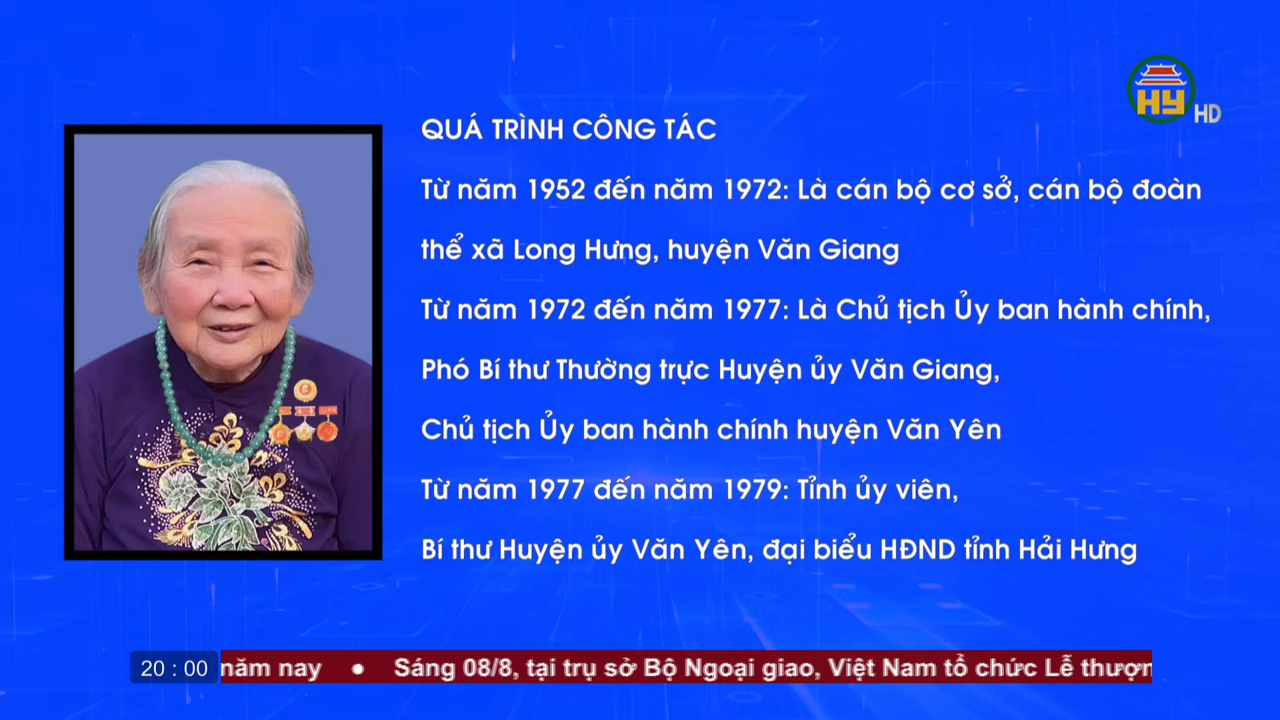 HY HD
QUÁ TRÌNH CÔNG TÁC
Từ năm 1952 đến năm 1972: Là cán bộ cơ sở, cán bộ đoàn
thể xã Long Hưng, huyện Văn Giang
Từ năm 1972 đến năm 1977: Là Chủ tịch Ủy ban hành chính,
Phó Bí thư Thường trực Huyện ủy Văn Giang,
Chủ tịch Ủy ban hành chính huyện Văn Yên
Từ năm 1977 đến năm 1979: Tỉnh ủy viên,
Bí thư Huyện ủy Văn Yên, đại biểu HĐND tỉnh Hải Hưng
20 : 00 năm nay ● Sáng 08/8, tại trụ sở Bộ Ngoại giao, Việt Nam tổ chức Lễ thượn